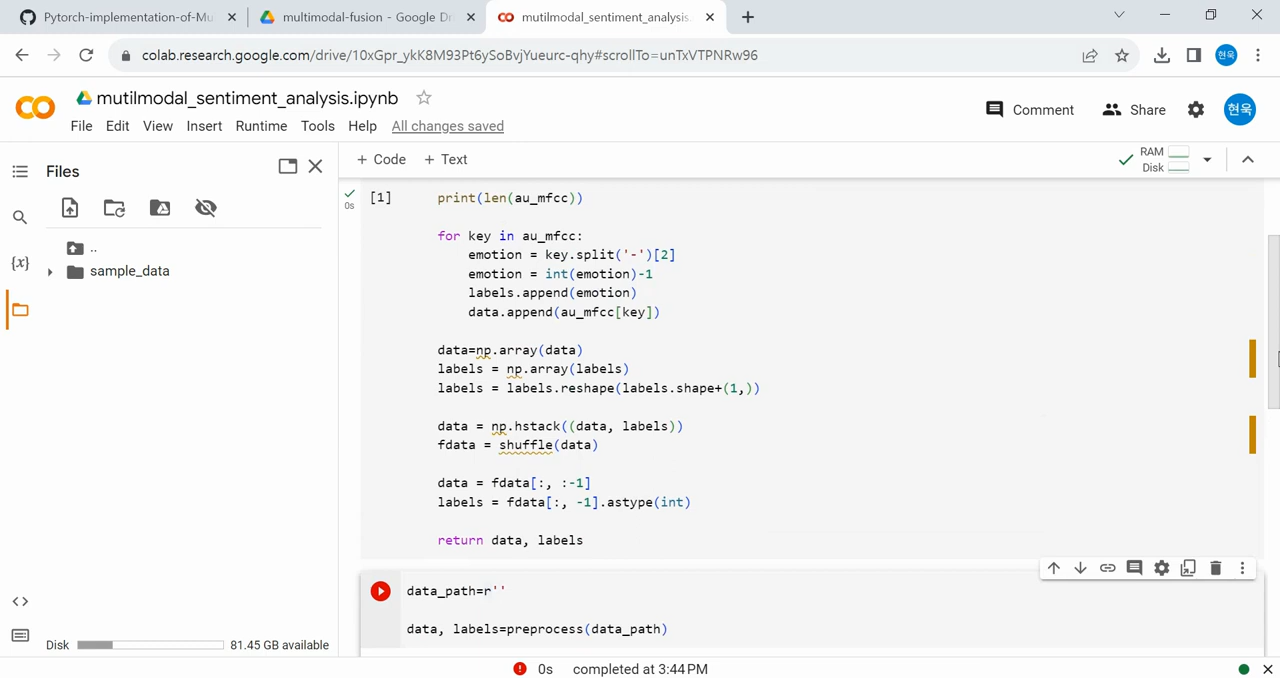 Pytorch-implementation-of-Mu
multimodal-fusion - Google Dr
mutilmodal_sentiment_analysis.
colab.research.google.com/drive/10xGpr_ykK8M93Pt6ySoBvjYueurc-qhy#scrollTo=unTxVTPNRw96
현욱
mutilmodal_sentiment_analysis.ipynb
Comment
Share
현욱
File Edit View Insert Runtime Tools Help All changes saved
Files
+ Code + Text
RAM
Disk
..
sample_data
{x}
0s
[1]
print(len(au_mfcc))
for key in au_mfcc:
emotion = key.split('-')[2]
emotion = int(emotion)-1
labels.append(emotion)
data.append(au_mfcc[key])
data=np.array(data)
labels = np.array(labels)
labels = labels.reshape(labels.shape+(1,))
data = np.hstack((data, labels))
fdata = shuffle(data)
data = fdata[:, :-1]
labels = fdata[:, -1].astype(int)
return data, labels
data_path=r''
data, labels=preprocess(data_path)
Disk
81.45 GB available
0s completed at 3:44 PM